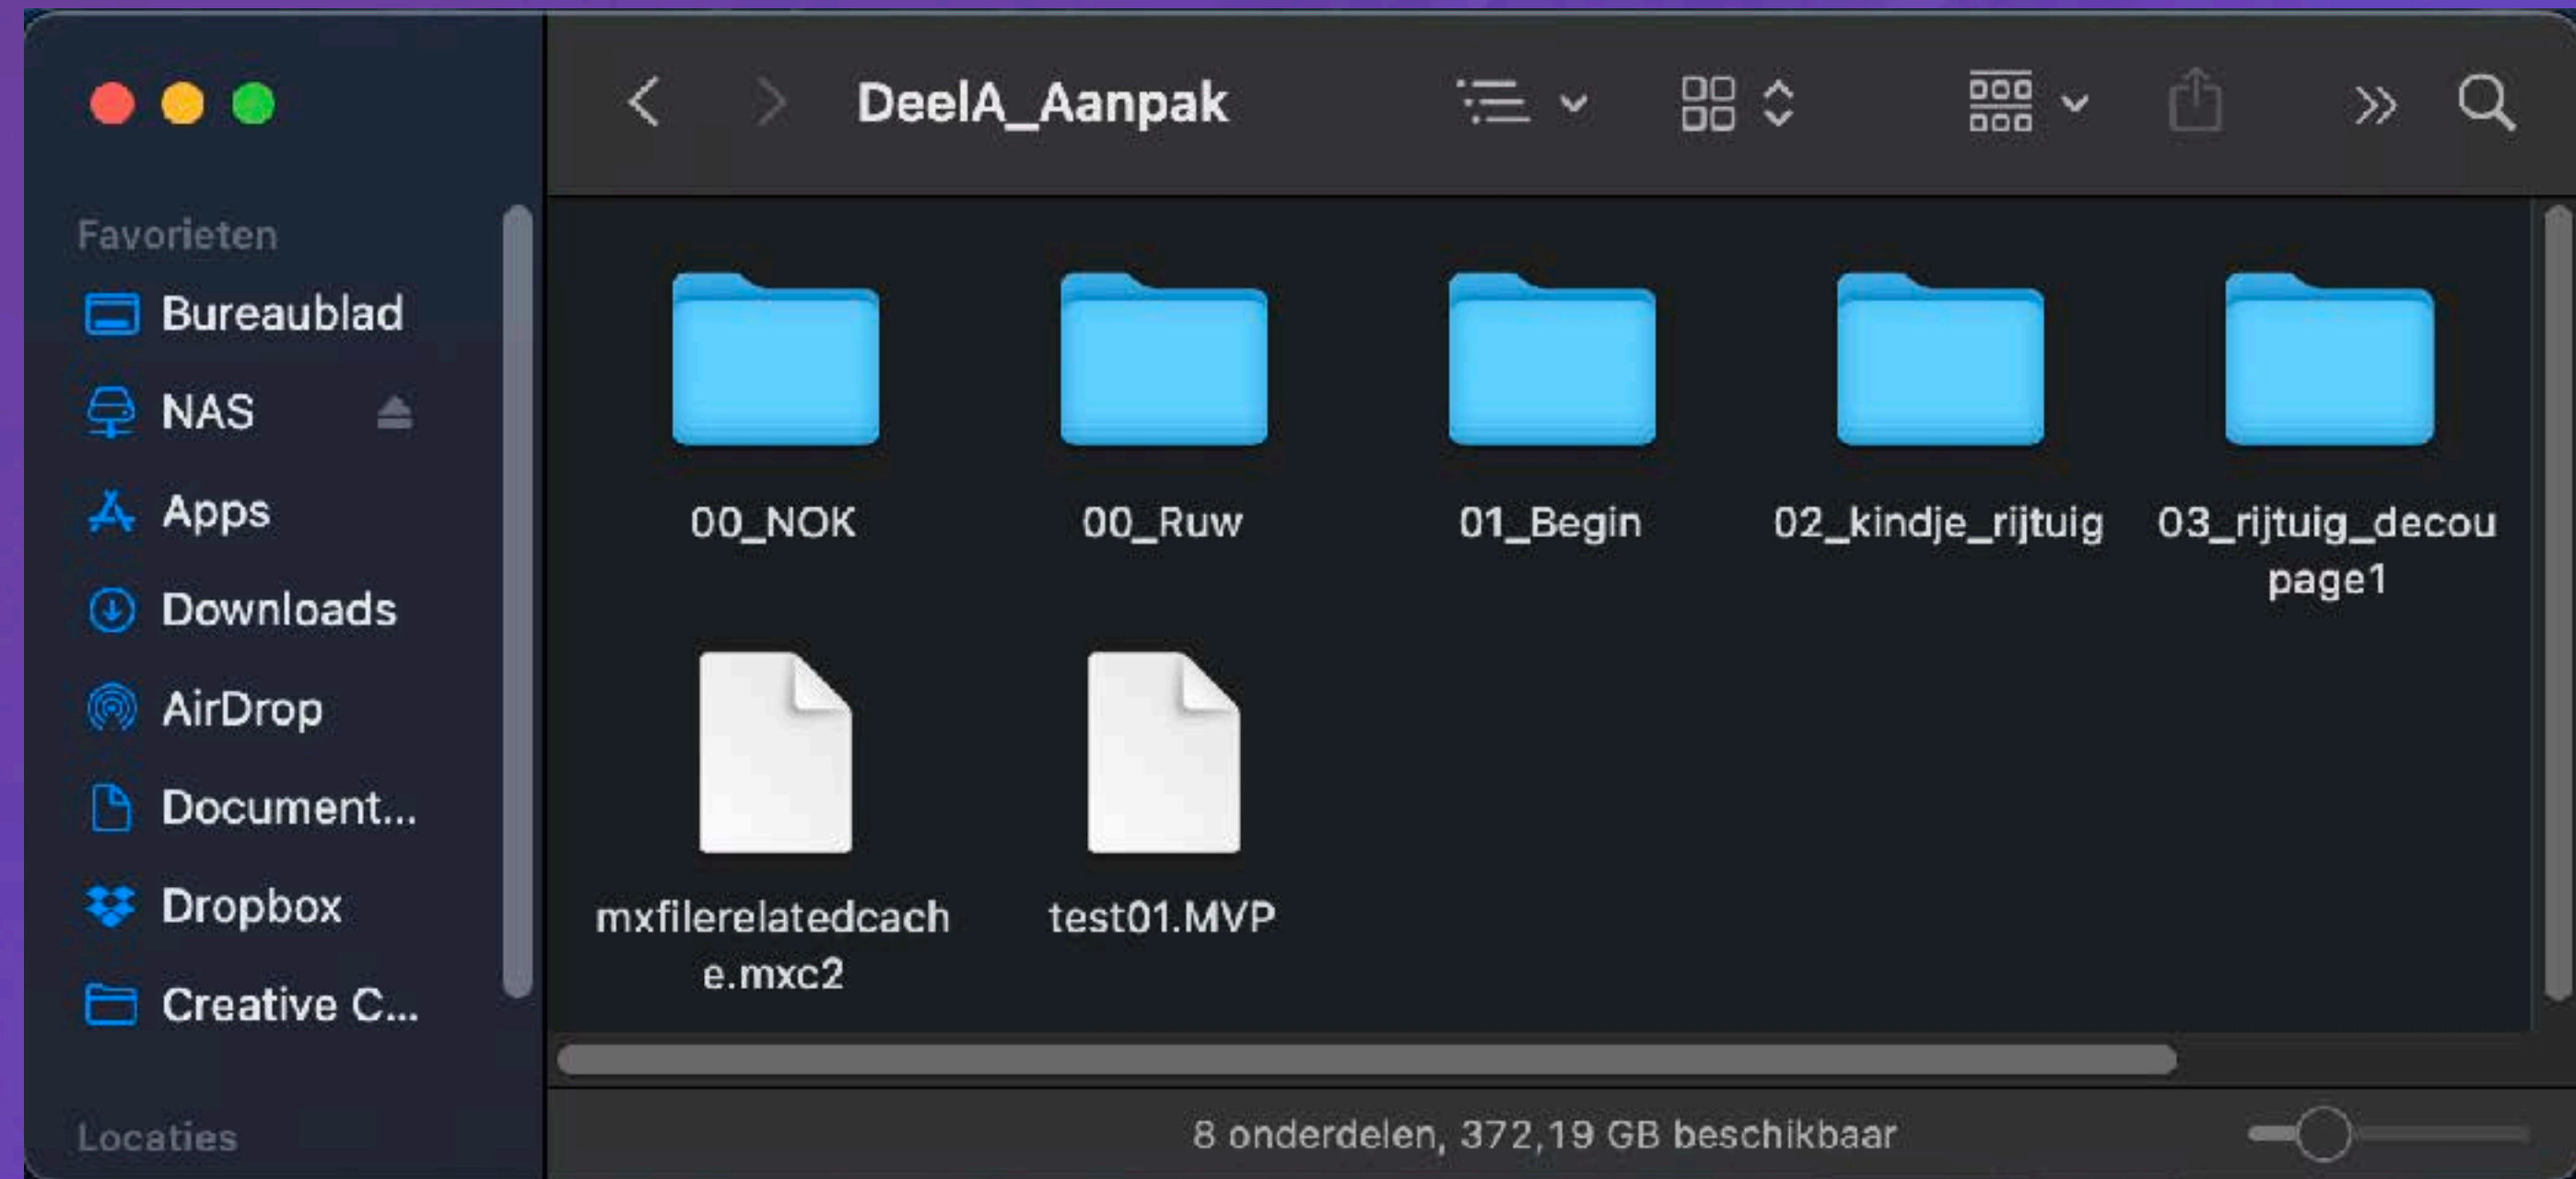 DeelA_Aanpak
Favorieten
Bureaublad
NAS
Apps
Downloads
AirDrop
Document...
Dropbox
Creative C...
Locaties
00_NOK
00_Ruw
01_Begin
02_kindje_rijtuig
03_rijtuig_decou
page1
mxfilerelatedcach
e.mxc2
test01.MVP
8 onderdelen, 372,19 GB beschikbaar